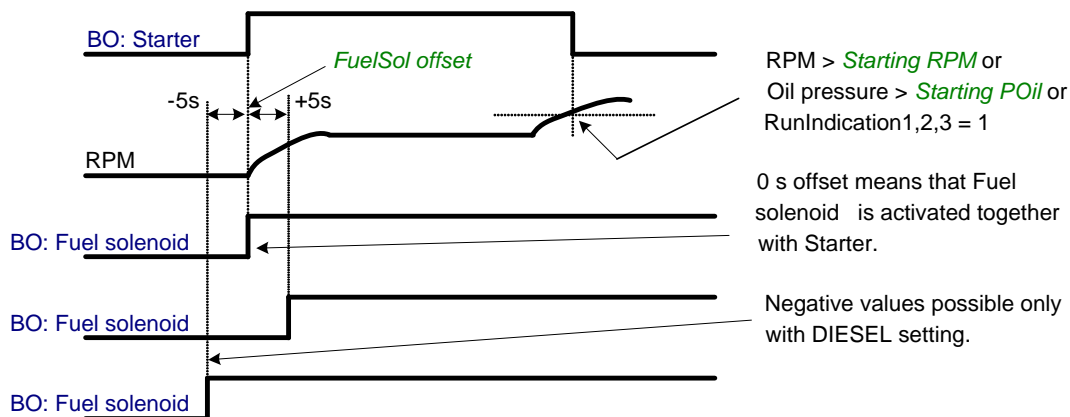 BO: Starter
FuelSol offset
-5s
+5s
RPM
RPM > Starting RPM or
Oil pressure > Starting POil or
RunIndication1,2,3 = 1
BO: Fuel solenoid
0 s offset means that Fuel
solenoid is activated together
with Starter.
BO: Fuel solenoid
Negative values possible only
with DIESEL setting.
BO: Fuel solenoid